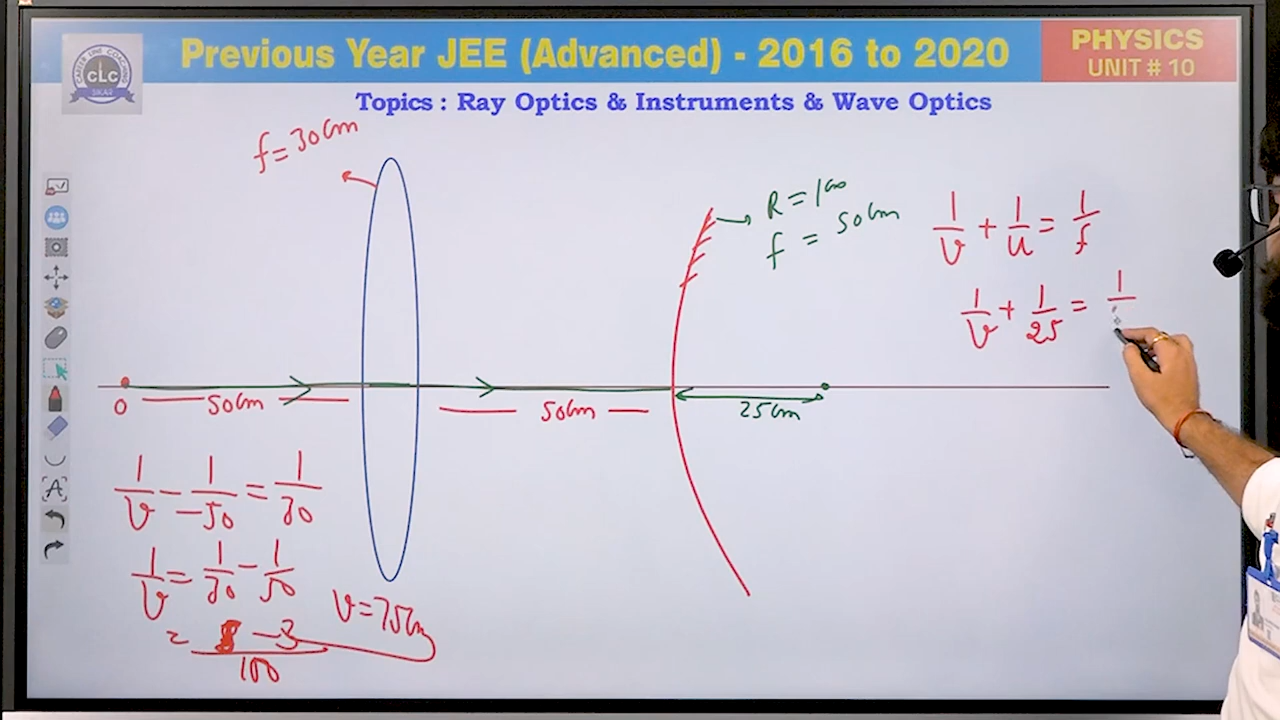 Previous Year JEE (Advanced) - 2016 to 2020
PHYSICS
UNIT # 10
CLC
SIKAR
Topics : Ray Optics & Instruments & Wave Optics
f = 30cm
R = 100
f = 50cm
1/v + 1/u = 1/f
1/v + 1/25 = 1/
O
50cm
50cm
25cm
1/v - 1/-50 = 1/30
1/v = 1/30 - 1/50
v = 75cm
= - 3 / 150
A